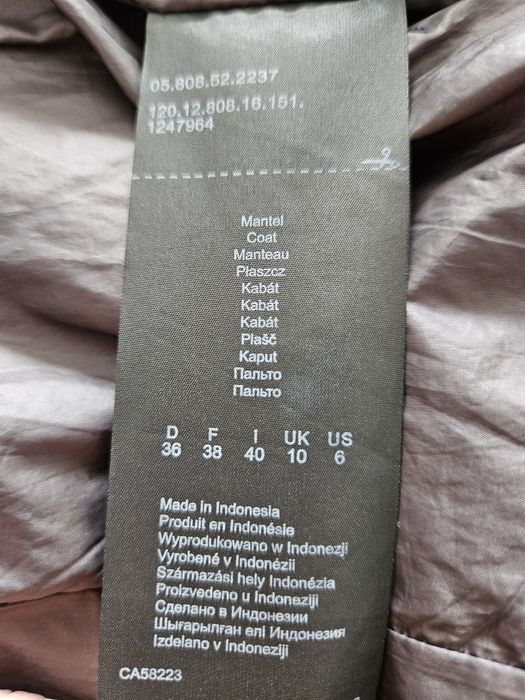 05.808.52.2237
120.12.808.16.151.
1247964
Mantel
Coat
Manteau
Płaszcz
Kabát
Kabát
Kabát
Plašč
Kaput
Пальто
Пальто
D F I UK US
36 38 40 10 6
Made in Indonesia
Produit en Indonésie
Wyprodukowano w Indonezji
Vyrobené v Indonézii
Származási hely Indonézia
Proizvedeno u Indoneziji
Сделано в Индонезии
Шығарылған елі Индонезия
Izdelano v Indoneziji
CA58223